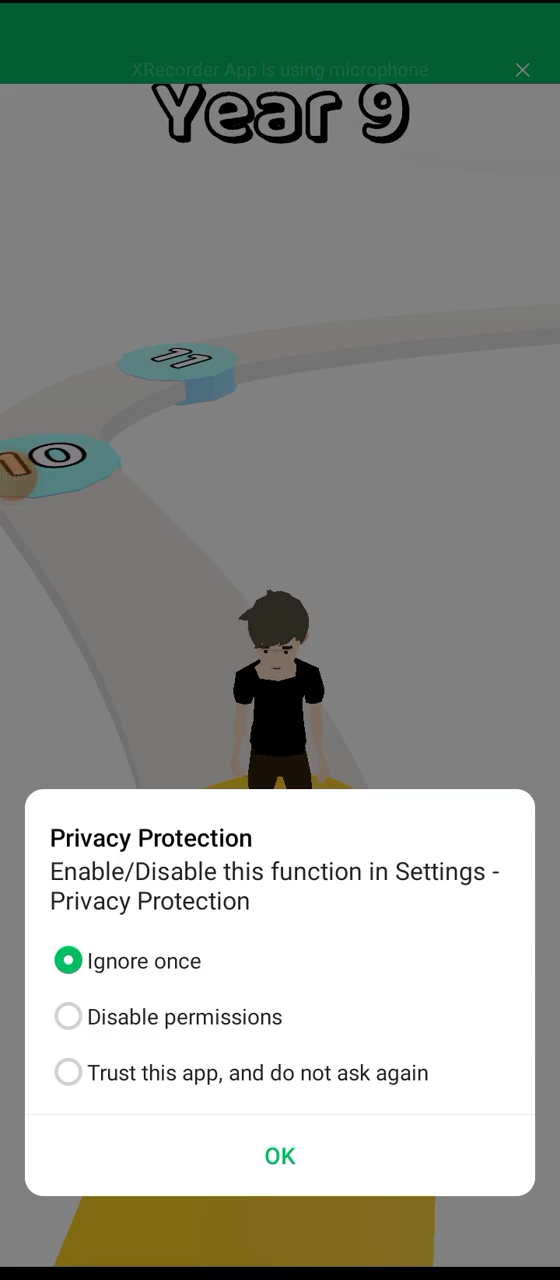 XRecorder App is using microphone
Year 9
11
10
Privacy Protection
Enable/Disable this function in Settings -
Privacy Protection
Ignore once
Disable permissions
Trust this app, and do not ask again
OK